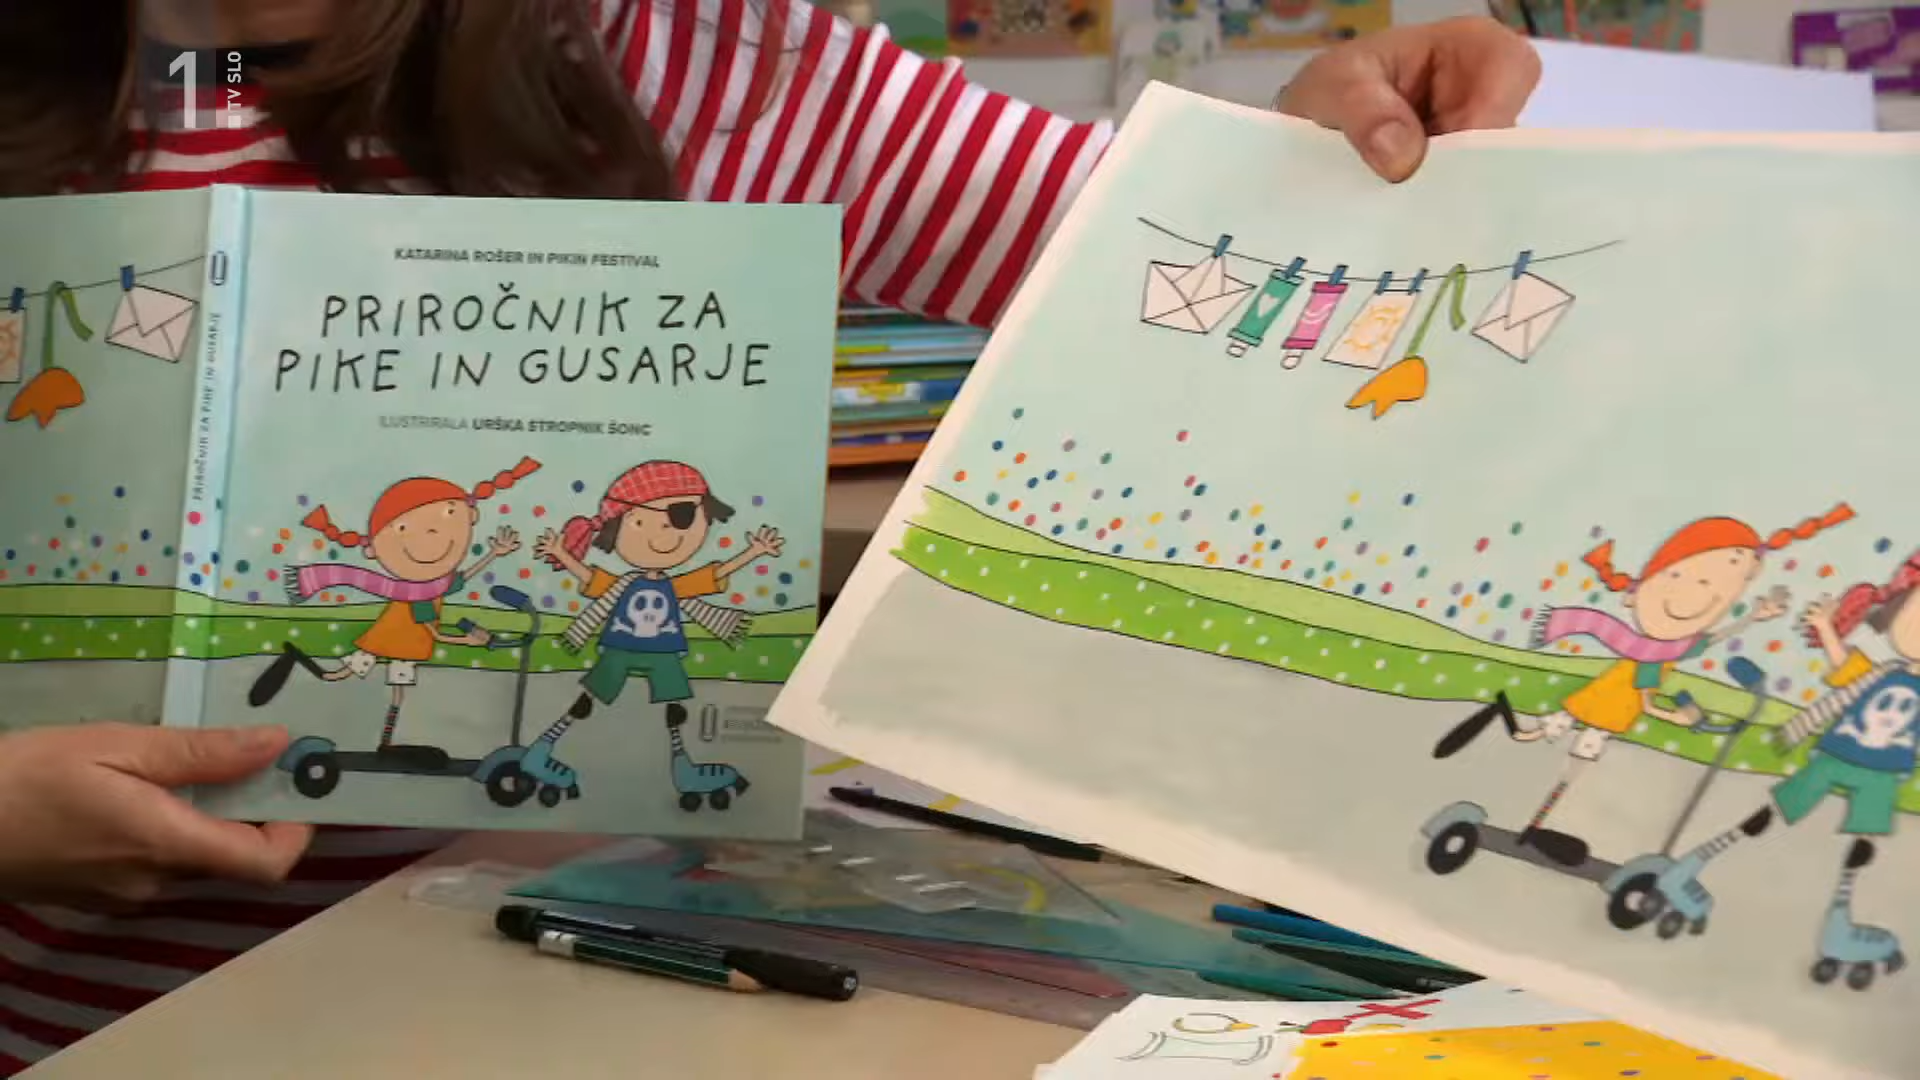 1
TV SLO
KATARINA ROŠER IN PIKIN FESTIVAL
PRIROČNIK ZA
PIKE IN GUSARJE
ILUSTRIRALA URŠKA STROPNIK ŠONC
PRIROČNIK ZA PIKE IN GUSARJE